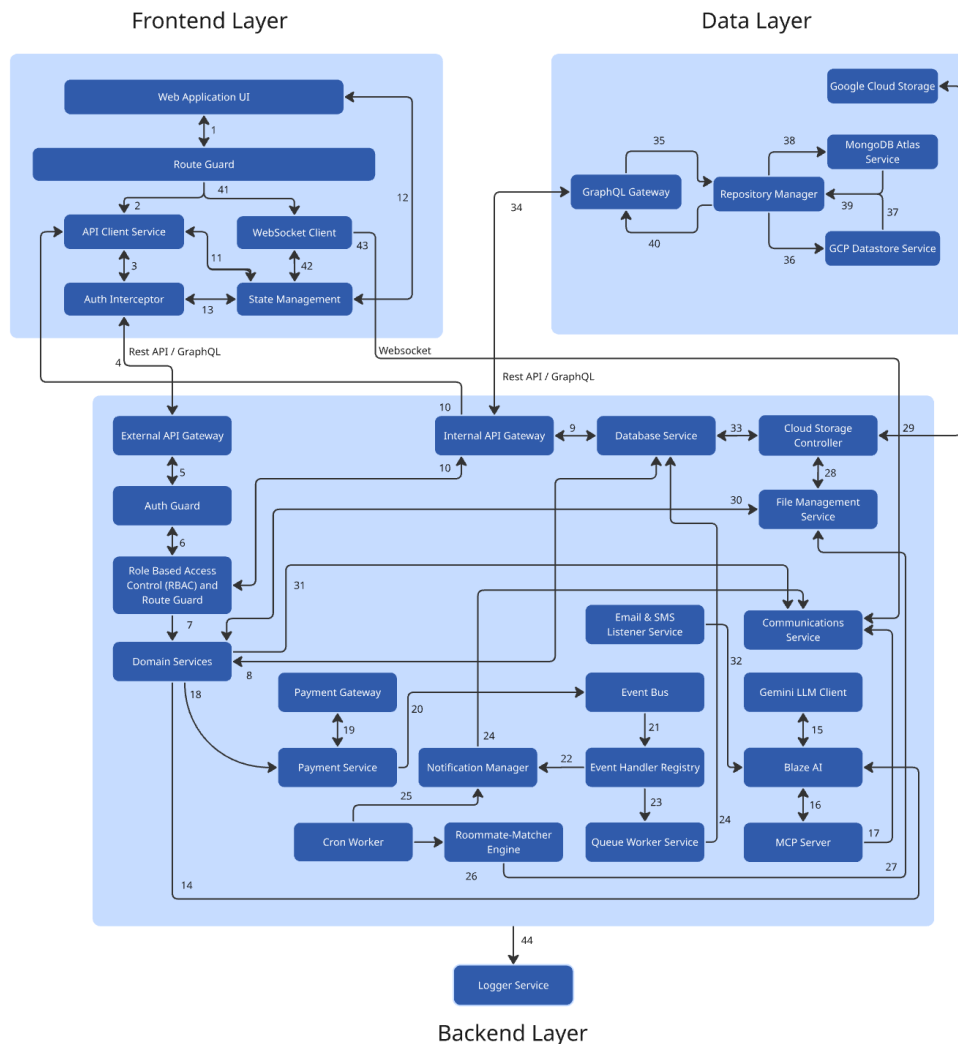 Frontend Layer
Data Layer
Web Application UI
1
Route Guard
41
2
12
API Client Service
WebSocket Client
43
11
3
42
Auth Interceptor
13
State Management
Google Cloud Storage
35
38
MongoDB Atlas
Service
GraphQL Gateway
Repository Manager
34
39
37
40
36
GCP Datastore Service
Rest API / GraphQL
4
Websocket
Rest API / GraphQL
10
External API Gateway
Internal API Gateway
9
Database Service
33
Cloud Storage
Controller
29
5
10
28
Auth Guard
30
File Management
Service
6
Role Based Access
Control (RBAC) and
Route Guard
31
7
Email & SMS
Listener Service
Communications
Service
Domain Services
8
32
18
Payment Gateway
20
Event Bus
Gemini LLM Client
19
24
21
15
Payment Service
Notification Manager
22
Event Handler Registry
Blaze AI
25
23
24
16
Cron Worker
Roommate-Matcher
Engine
Queue Worker Service
MCP Server
17
26
27
14
44
Logger Service
Backend Layer